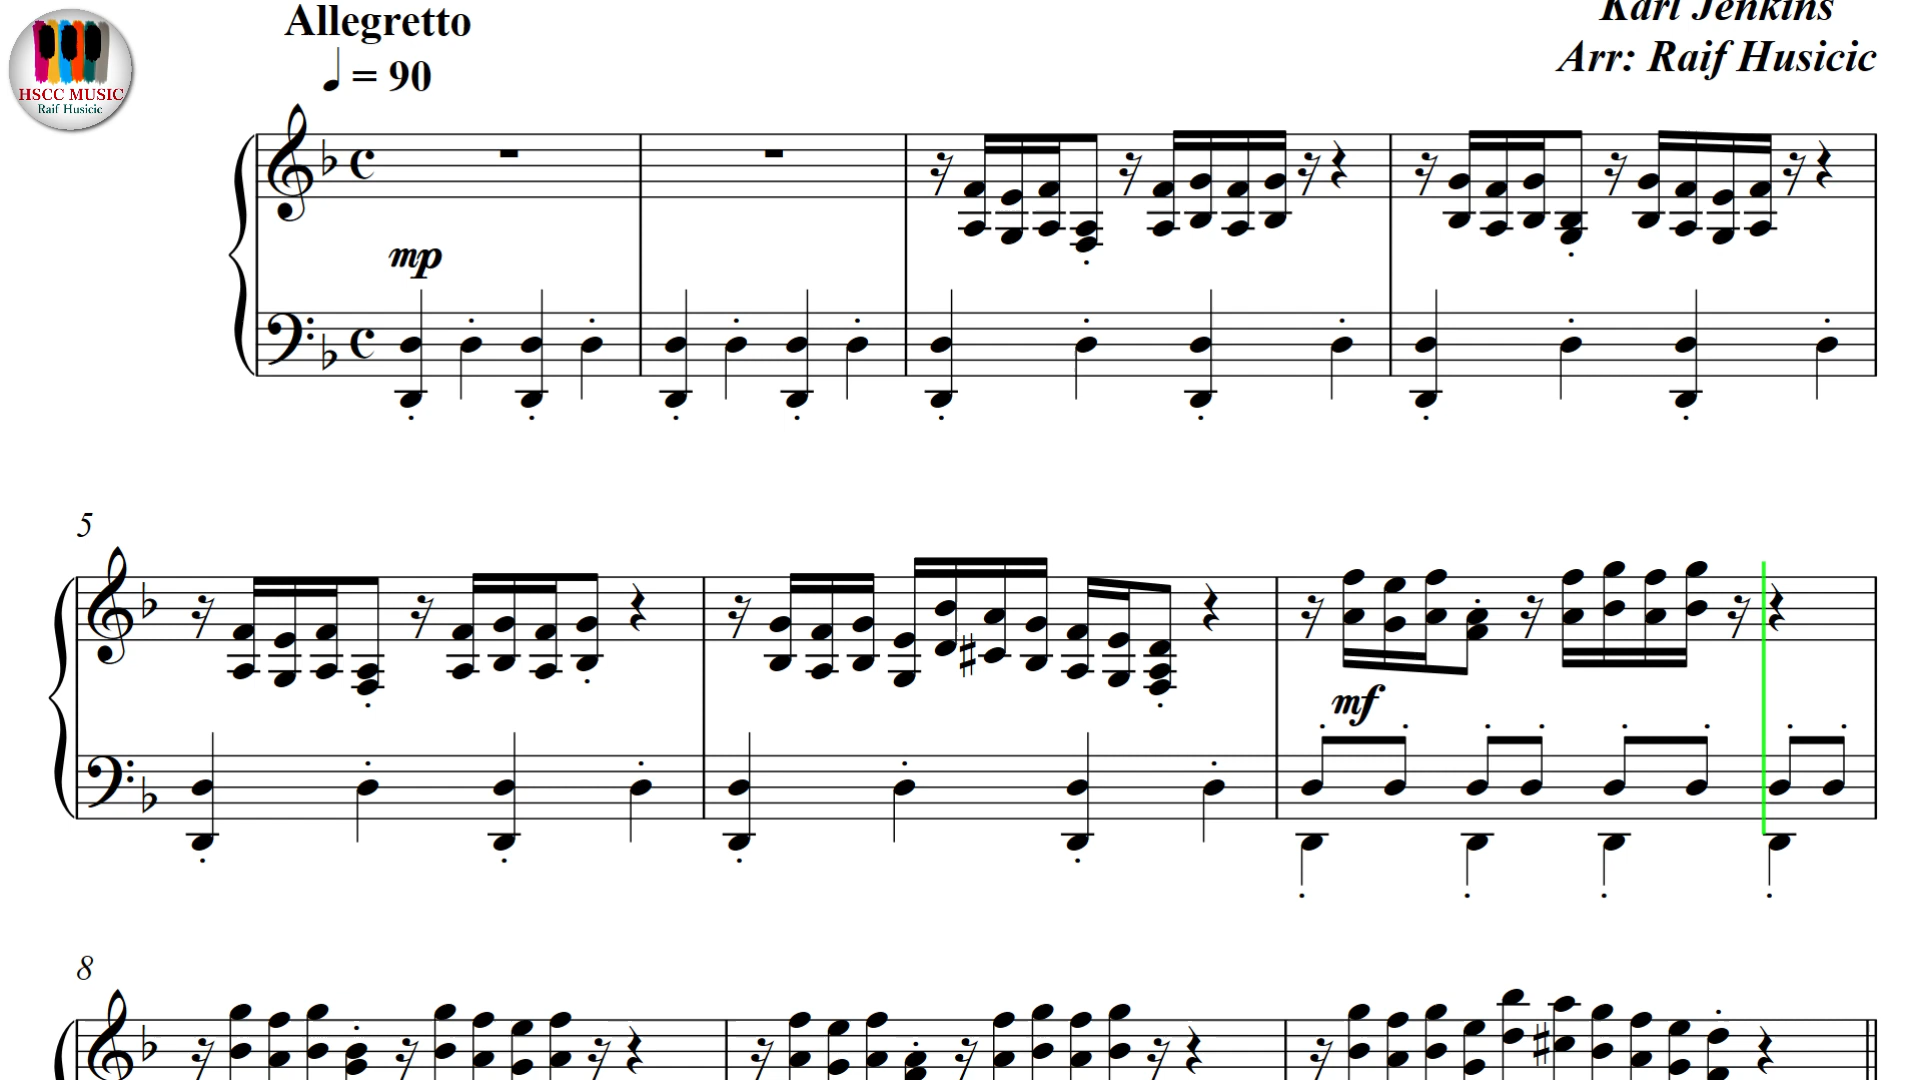 HSCC MUSIC
Raif Husicic
Allegretto
♩ = 90
Karl Jenkins
Arr: Raif Husicic
mp
5
mf
8